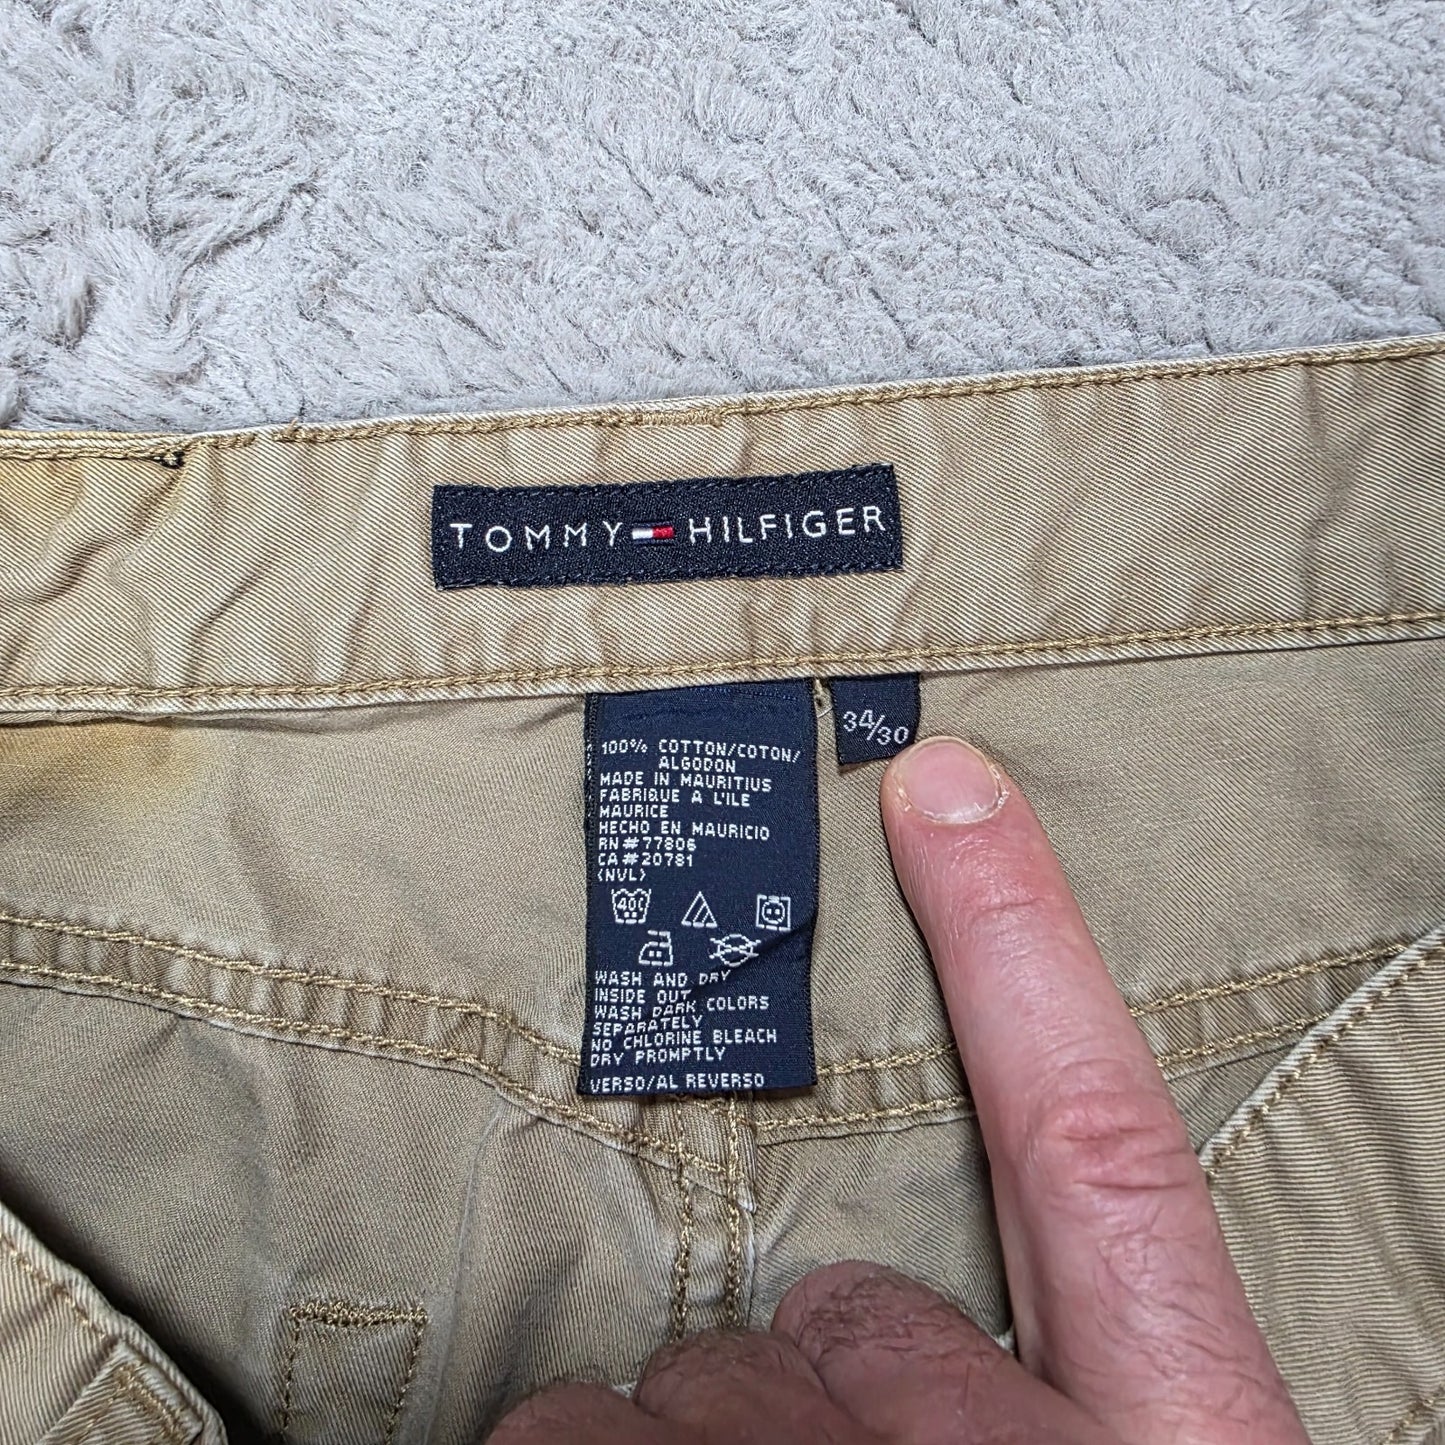 TOMMY HILFIGER
34/30
100% COTTON/COTON/
ALGODON
MADE IN MAURITIUS
FABRIQUE A L'ILE
MAURICE
HECHO EN MAURICIO
RN#77806
CA#20781
(NVL)
40C
WASH AND DRY
INSIDE OUT
WASH DARK COLORS
SEPARATELY
NO CHLORINE BLEACH
DRY PROMPTLY
VERSO/AL REVERSO